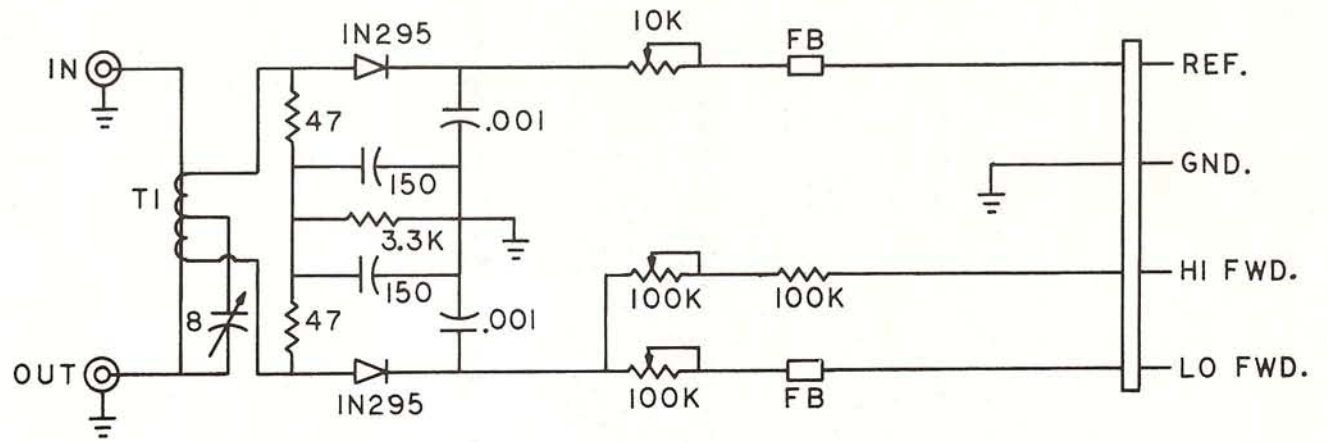 IN
IN295
10K
FB
REF.
47
.001
150
GND.
T1
3.3K
HI FWD.
150
100K
100K
8
47
.001
OUT
IN295
100K
FB
LO FWD.